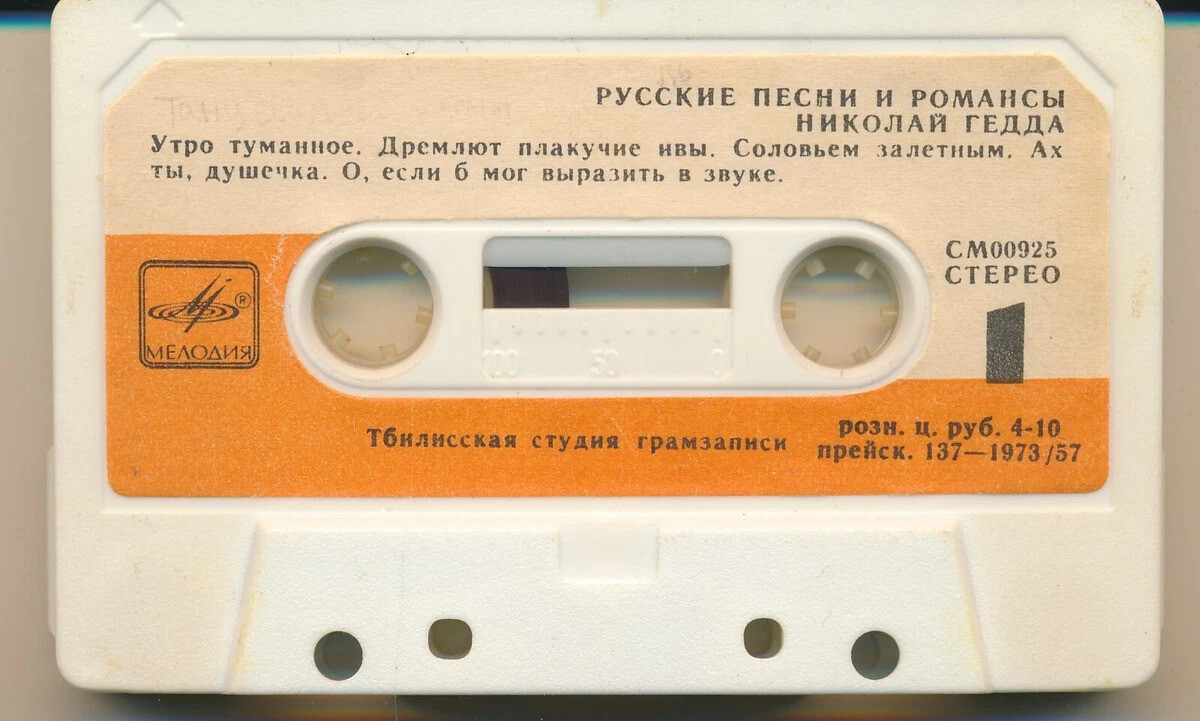 РУССКИЕ ПЕСНИ И РОМАНСЫ
НИКОЛАЙ ГЕДДА
Утро туманное. Дремлют плакучие ивы. Соловьем залетным. Ах
ты, душечка. О, если б мог выразить в звуке.
СМ00925
СТЕРЕО
1
®
МЕЛОДИЯ
100 50 0
Тбилисская студия грамзаписи
розн. ц. руб. 4-10
прейск. 137—1973/57